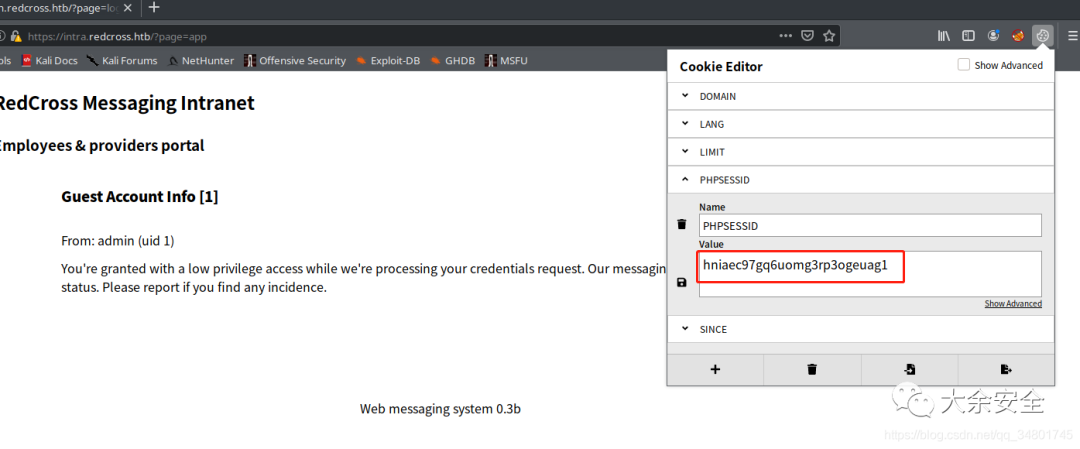 n.redcross.htb/?page=lo
https://intra.redcross.htb/?page=app
ols Kali Docs Kali Forums NetHunter Offensive Security Exploit-DB GHDB MSFU
RedCross Messaging Intranet
Employees & providers portal
Guest Account Info [1]
From: admin (uid 1)
You're granted with a low privilege access while we're processing your credentials request. Our messagin
status. Please report if you find any incidence.
Web messaging system 0.3b
Cookie Editor
Show Advanced
DOMAIN
LANG
LIMIT
PHPSESSID
Name
PHPSESSID
Value
hniaec97gq6uomg3rp3ogeuag1
Show Advanced
SINCE
大余安全
https://blog.csdn.net/qq_34801745